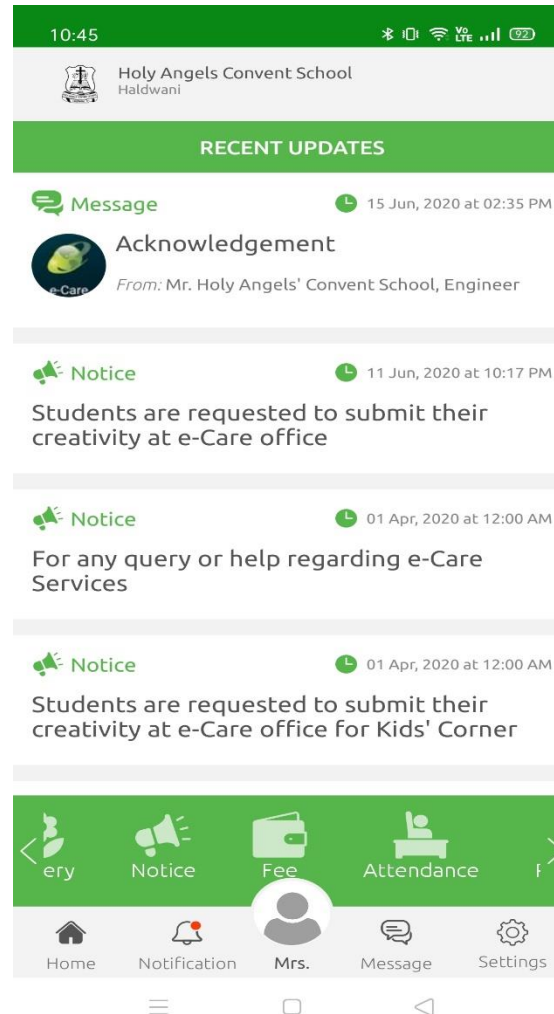 10:45
Vo LTE 92
Holy Angels Convent School
Haldwani
RECENT UPDATES
Message 15 Jun, 2020 at 02:35 PM
Acknowledgement
e-Care
From: Mr. Holy Angels' Convent School, Engineer
Notice 11 Jun, 2020 at 10:17 PM
Students are requested to submit their
creativity at e-Care office
Notice 01 Apr, 2020 at 12:00 AM
For any query or help regarding e-Care
Services
Notice 01 Apr, 2020 at 12:00 AM
Students are requested to submit their
creativity at e-Care office for Kids' Corner
ery Notice Fee Attendance
Home Notification Mrs. Message Settings